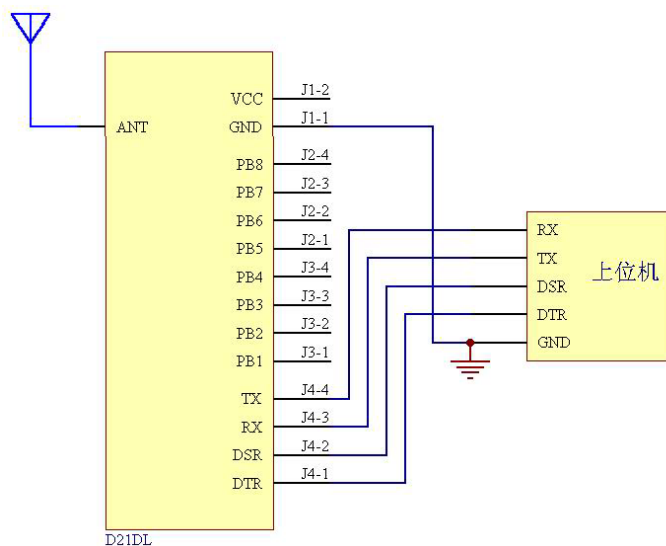 VCC J1-2
ANT GND J1-1
PB8 J2-4
PB7 J2-3
PB6 J2-2
PB5 J2-1
PB4 J3-4
PB3 J3-3
PB2 J3-2
PB1 J3-1
TX J4-4
RX J4-3
DSR J4-2
DTR J4-1
D21DL
RX
TX
DSR
DTR
GND
上位机